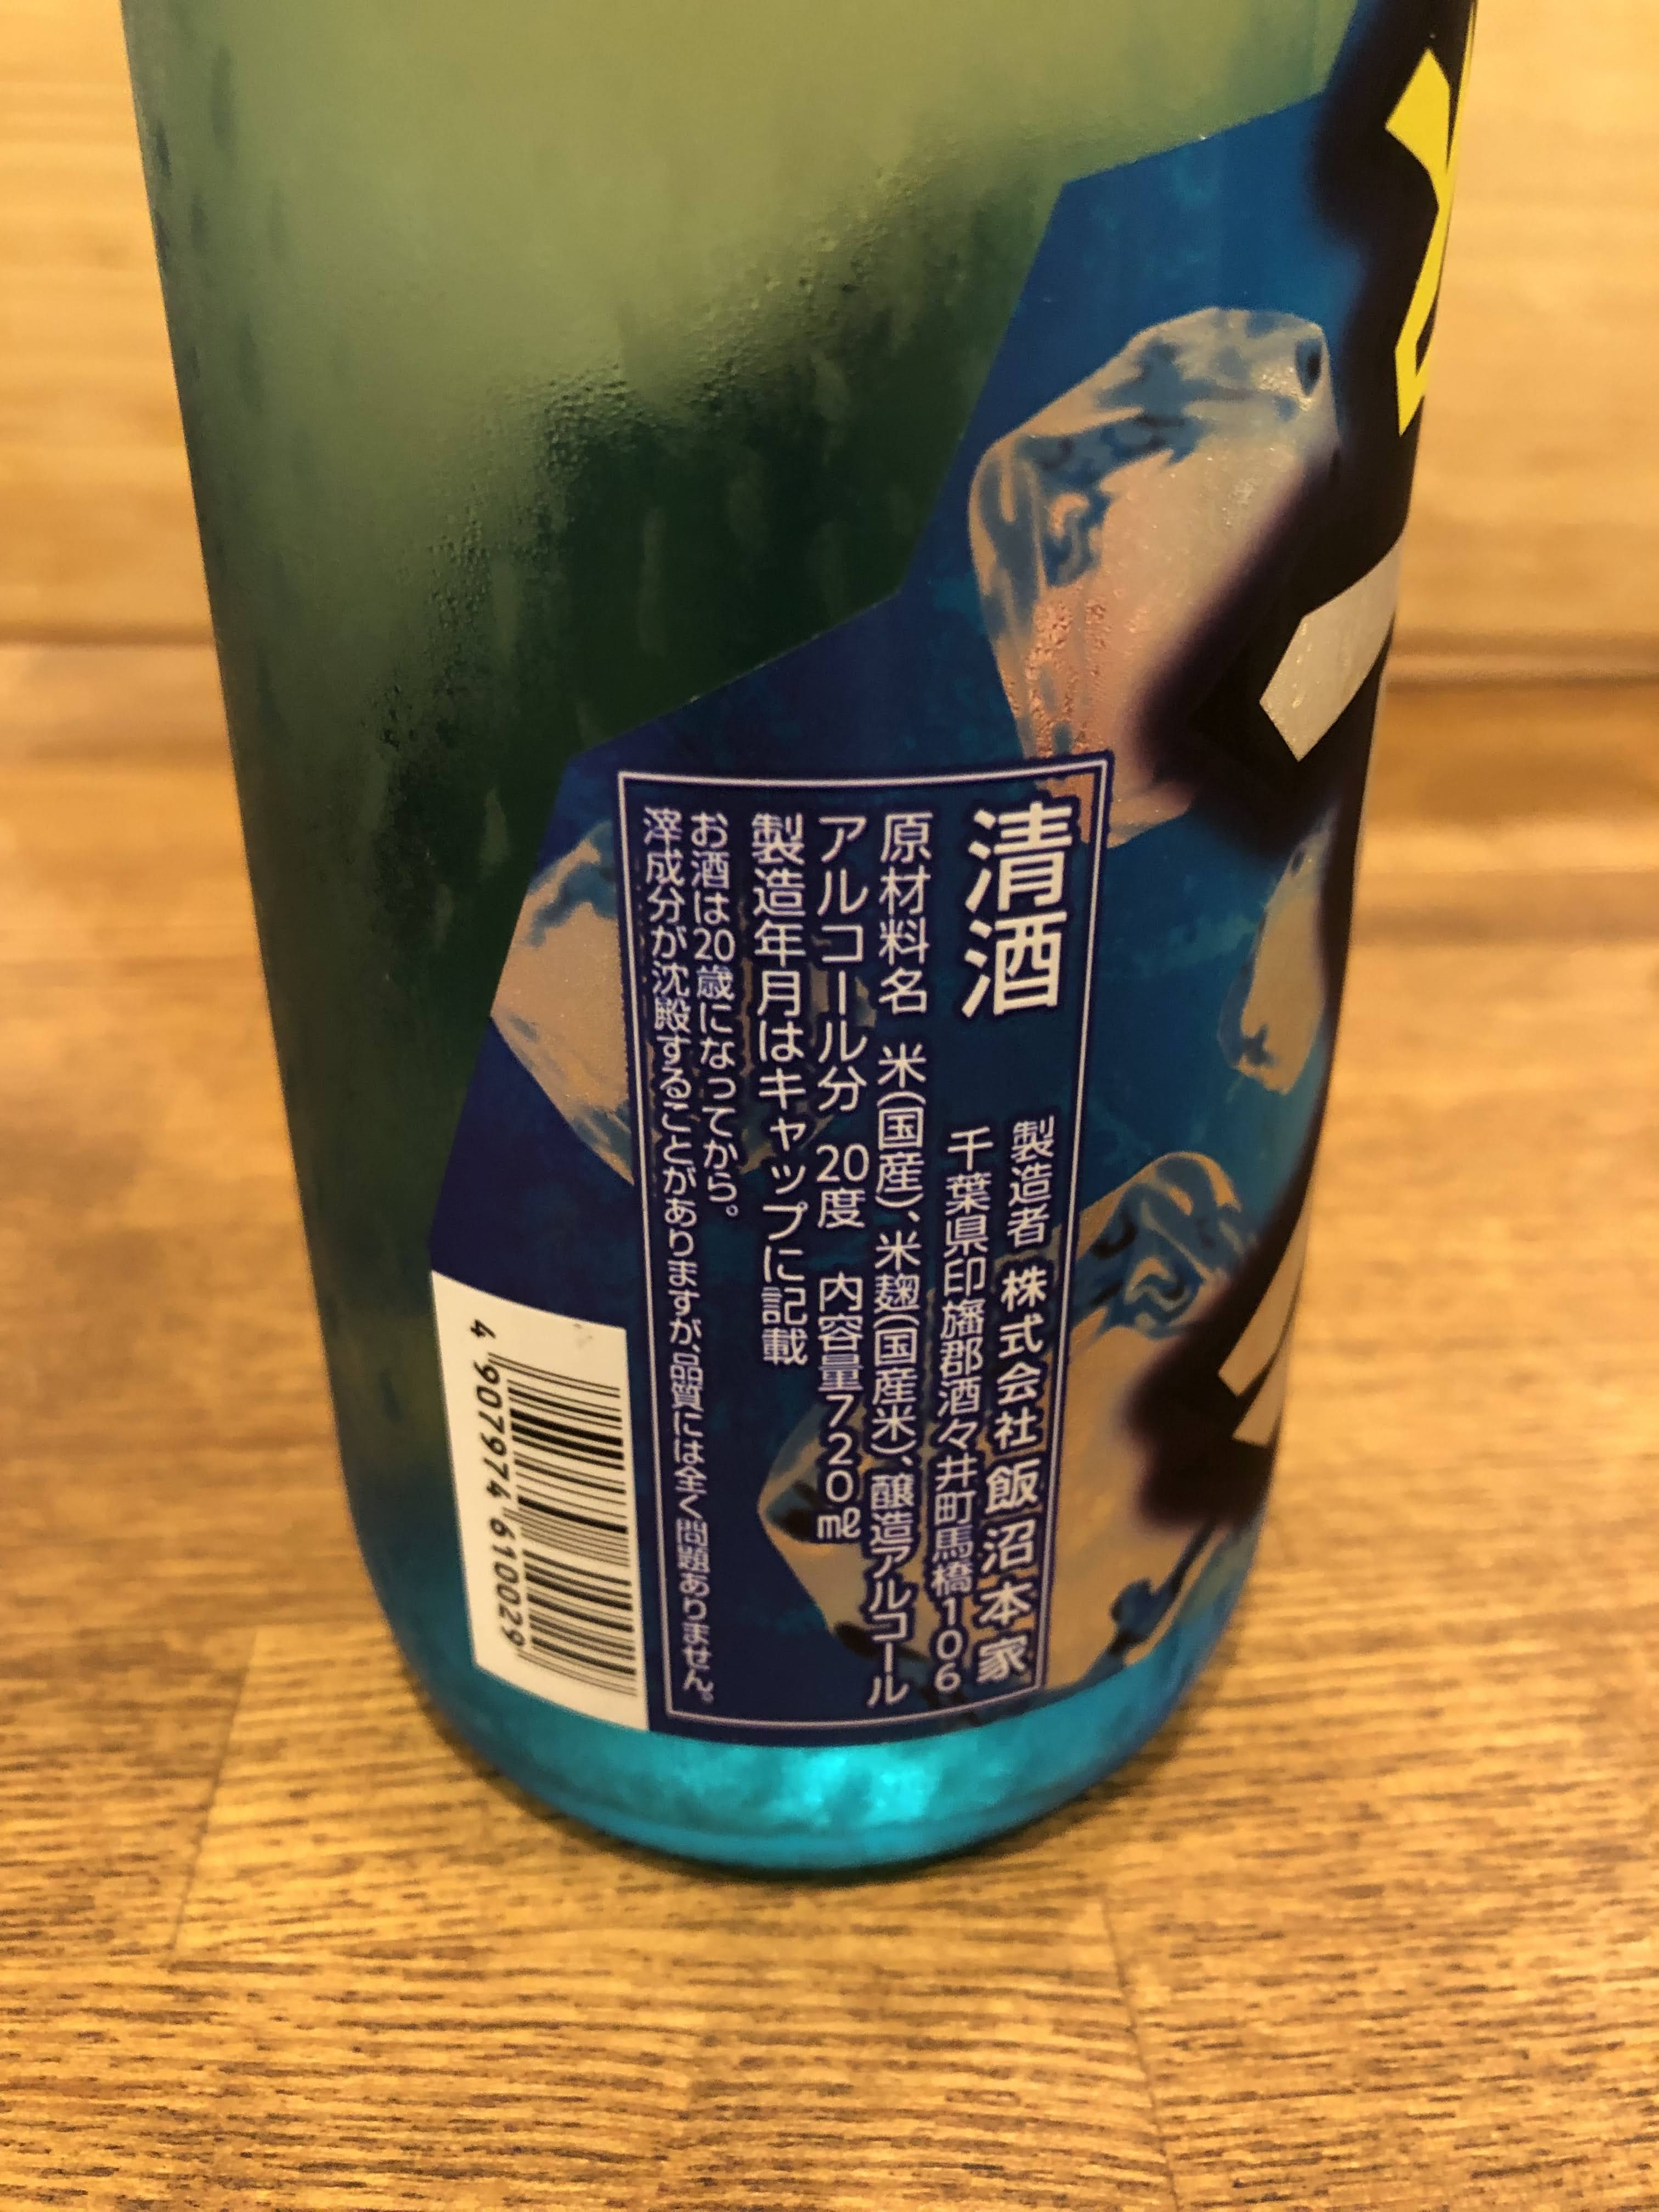 清酒
製造者 株式会社 飯沼本家
千葉県印旛郡酒々井町馬橋106
原材料名 米(国産)、米麹(国産米)、醸造アルコール
アルコール分 20度 内容量720㎖
製造年月はキャップに記載
お酒は20歳になってから。
滓成分が沈殿することがありますが、品質には全く問題ありません。
4 907974 610029